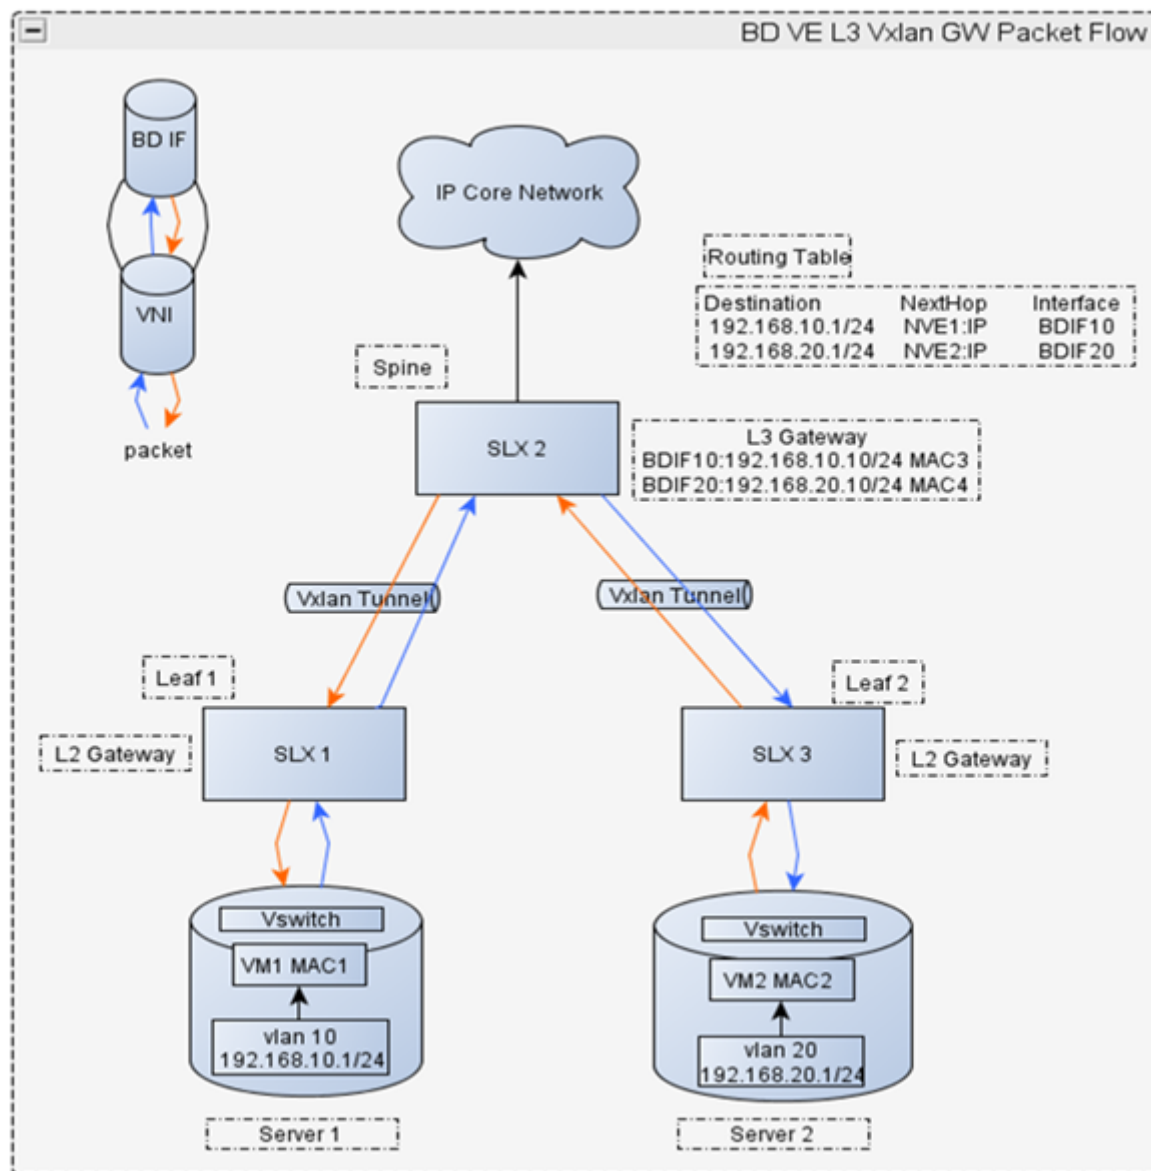 BD VE L3 Vxlan GW Packet Flow
BD IF
VNI
packet
IP Core Network
Routing Table
Destination NextHop Interface
192.168.10.1/24 NVE1:IP BDIF10
192.168.20.1/24 NVE2:IP BDIF20
Spine
SLX 2
L3 Gateway
BDIF10:192.168.10.10/24 MAC3
BDIF20:192.168.20.10/24 MAC4
Vxlan Tunnel
Vxlan Tunnel
Leaf 1
Leaf 2
L2 Gateway
SLX 1
SLX 3
L2 Gateway
Vswitch
VM1 MAC1
vlan 10
192.168.10.1/24
Server 1
Vswitch
VM2 MAC2
vlan 20
192.168.20.1/24
Server 2